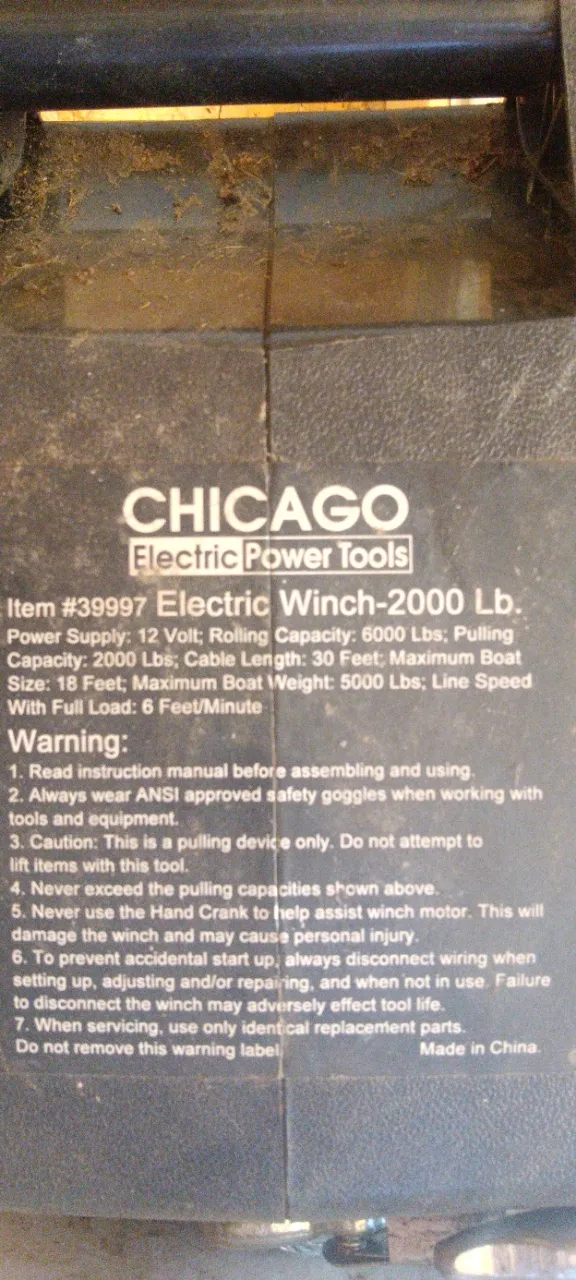 CHICAGO
Electric Power Tools
Item #39997 Electric Winch-2000 Lb.
Power Supply: 12 Volt; Rolling Capacity: 6000 Lbs; Pulling
Capacity: 2000 Lbs; Cable Length: 30 Feet; Maximum Boat
Size: 18 Feet; Maximum Boat Weight: 5000 Lbs; Line Speed
With Full Load: 6 Feet/Minute
Warning:
1. Read instruction manual before assembling and using.
2. Always wear ANSI approved safety goggles when working with
tools and equipment.
3. Caution: This is a pulling device only. Do not attempt to
lift items with this tool.
4. Never exceed the pulling capacities shown above.
5. Never use the Hand Crank to help assist winch motor. This will
damage the winch and may cause personal injury.
6. To prevent accidental start up, always disconnect wiring when
setting up, adjusting and/or repairing, and when not in use. Failure
to disconnect the winch may adversely effect tool life.
7. When servicing, use only identical replacement parts.
Do not remove this warning label. Made in China.